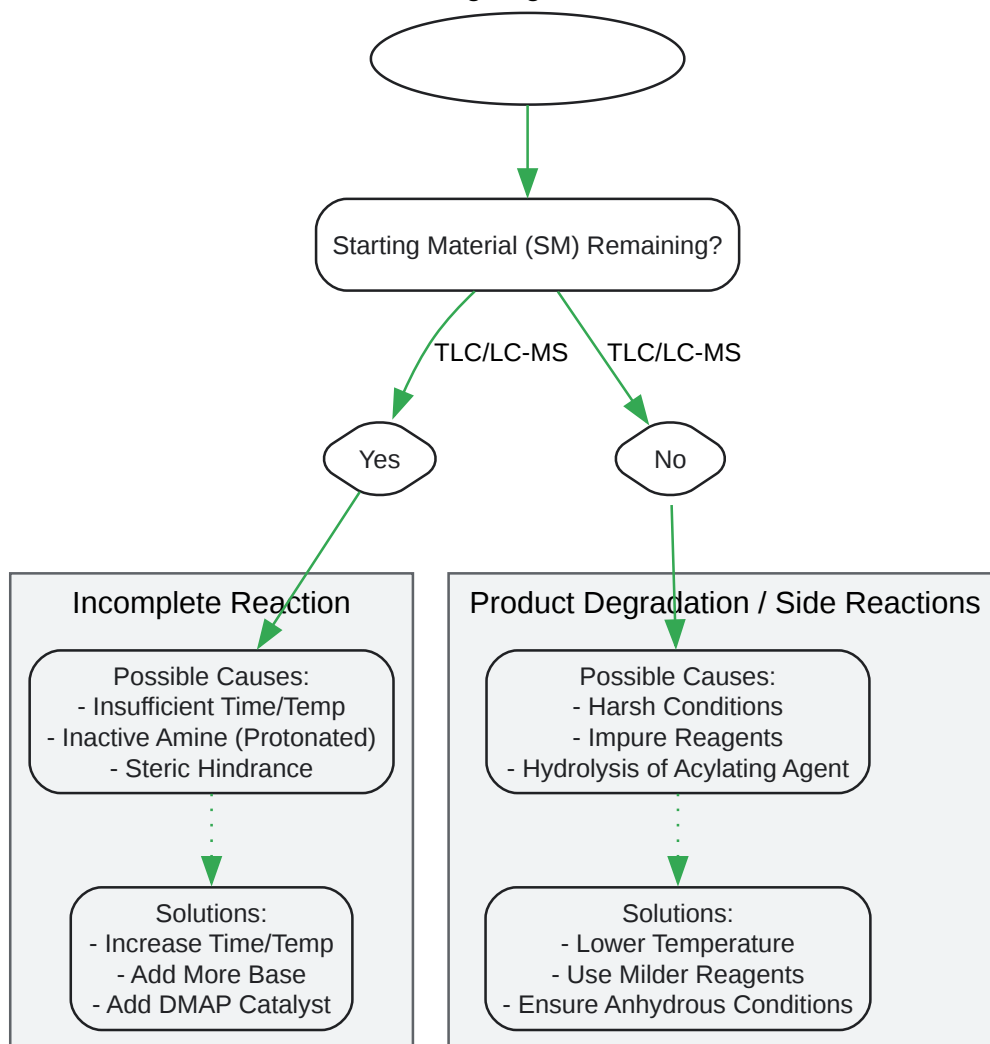 Starting Material (SM) Remaining?
TLC/LC-MS
TLC/LC-MS
Yes
No
Incomplete Reaction
Product Degradation / Side Reactions
Possible Causes:
- Insufficient Time/Temp
- Inactive Amine (Protonated)
- Steric Hindrance
Possible Causes:
- Harsh Conditions
- Impure Reagents
- Hydrolysis of Acylating Agent
Solutions:
- Increase Time/Temp
- Add More Base
- Add DMAP Catalyst
Solutions:
- Lower Temperature
- Use Milder Reagents
- Ensure Anhydrous Conditions